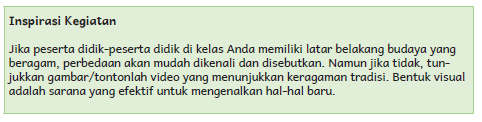 Inspirasi Kegiatan
Jika peserta didik-peserta didik di kelas Anda memiliki latar belakang budaya yang
beragam, perbedaan akan mudah dikenali dan disebutkan. Namun jika tidak, tun-
jukkan gambar/tontonlah video yang menunjukkan keragaman tradisi. Bentuk visual
adalah sarana yang efektif untuk mengenalkan hal-hal baru.